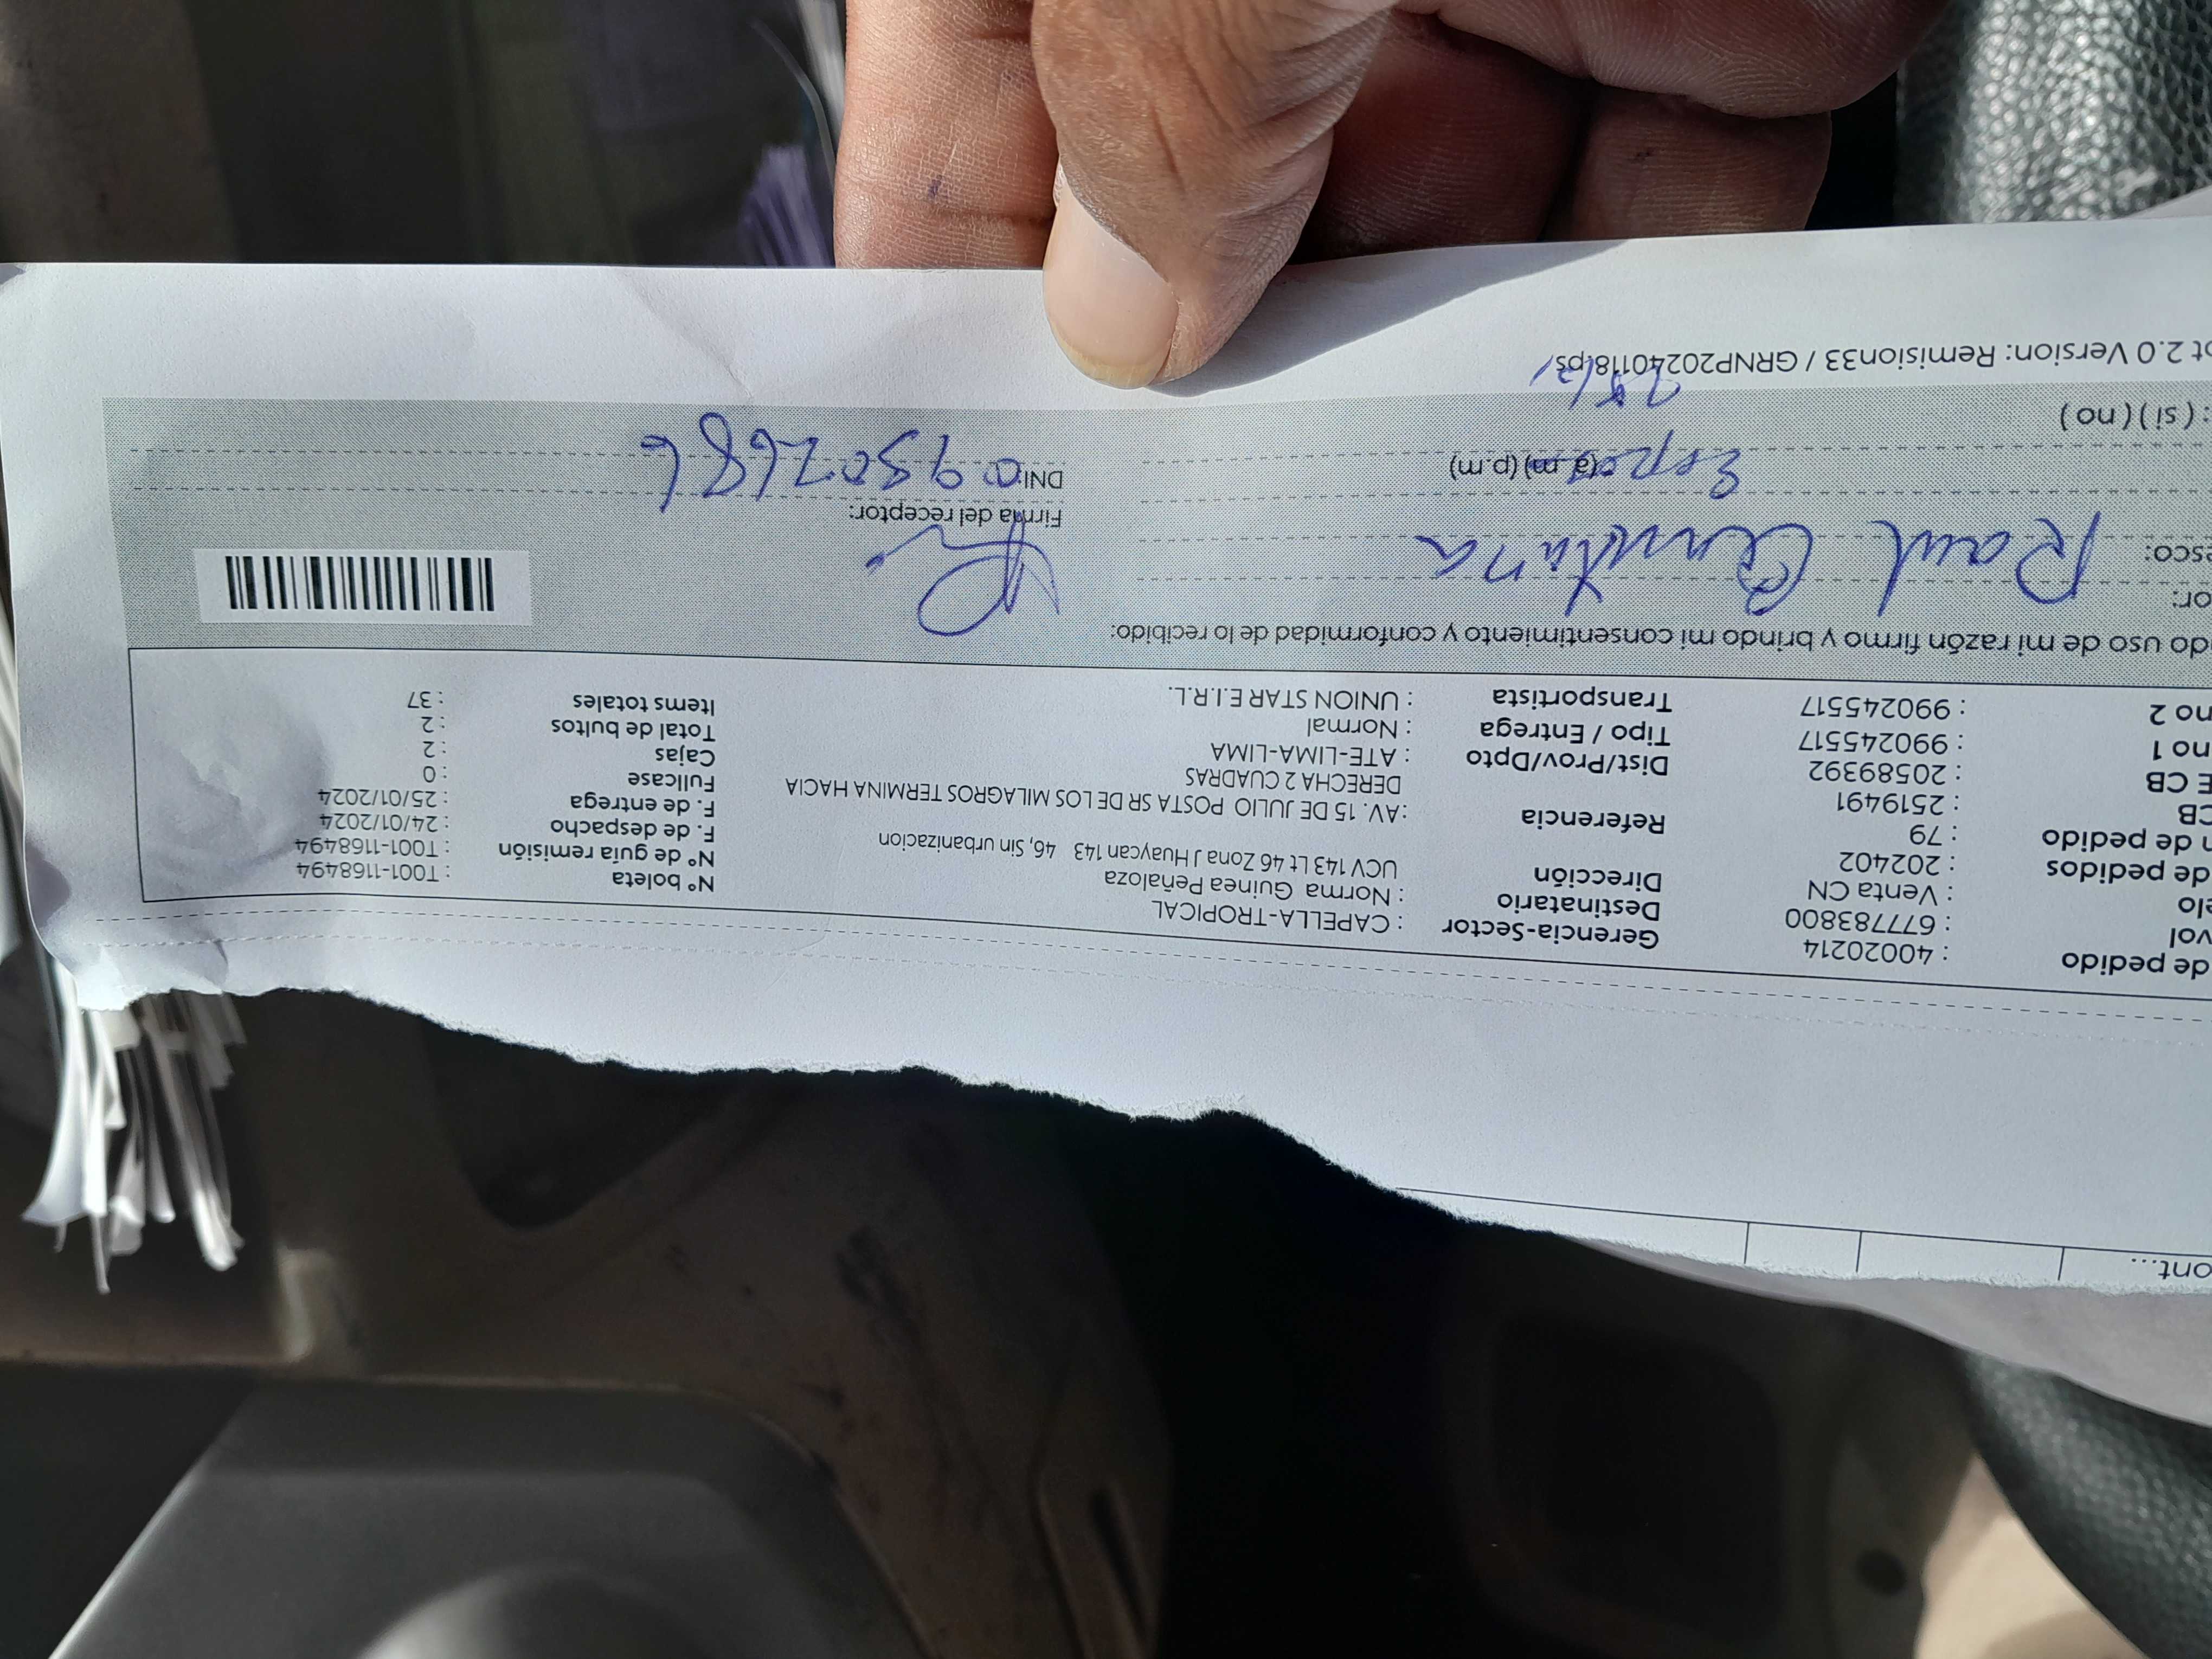 ont...
de pedido : 40020214 Gerencia-Sector : CAPELLA-TROPICAL Nº boleta : T001-1168494
vol : 677783800 Destinatario : Norma Guinea Peñaloza Nº de guía remisión : T001-1168494
elo : Venta CN Dirección UCV 143 Lt 46 Zona J Huaycan 143 46, Sin urbanizacion F. de despacho : 24/01/2024
de pedidos : 202402 Referencia : AV. 15 DE JULIO POSTA SR DE LOS MILAGROS TERMINA HACIA F. de entrega : 25/01/2024
de pedido : 79 DERECHA 2 CUADRAS Fullcase : 0
CB : 2519491 Dist/Prov/Dpto : ATE-LIMA-LIMA Cajas : 2
E CB : 20589392 Tipo / Entrega : Normal Total de bultos : 2
no 1 : 990245517 Transportista : UNION STAR E.I.R.L. Items totales : 37
no 2 : 990245517
do uso de mi razón firmo y brindo mi consentimiento y conformidad de lo recibido:
or: Raul
esco: Firma del receptor:
(a.m) (p.m) DNI: 09507686
: ( si ) ( no )
pt 2.0 Version: Remision33 / GRNP20240118.ps